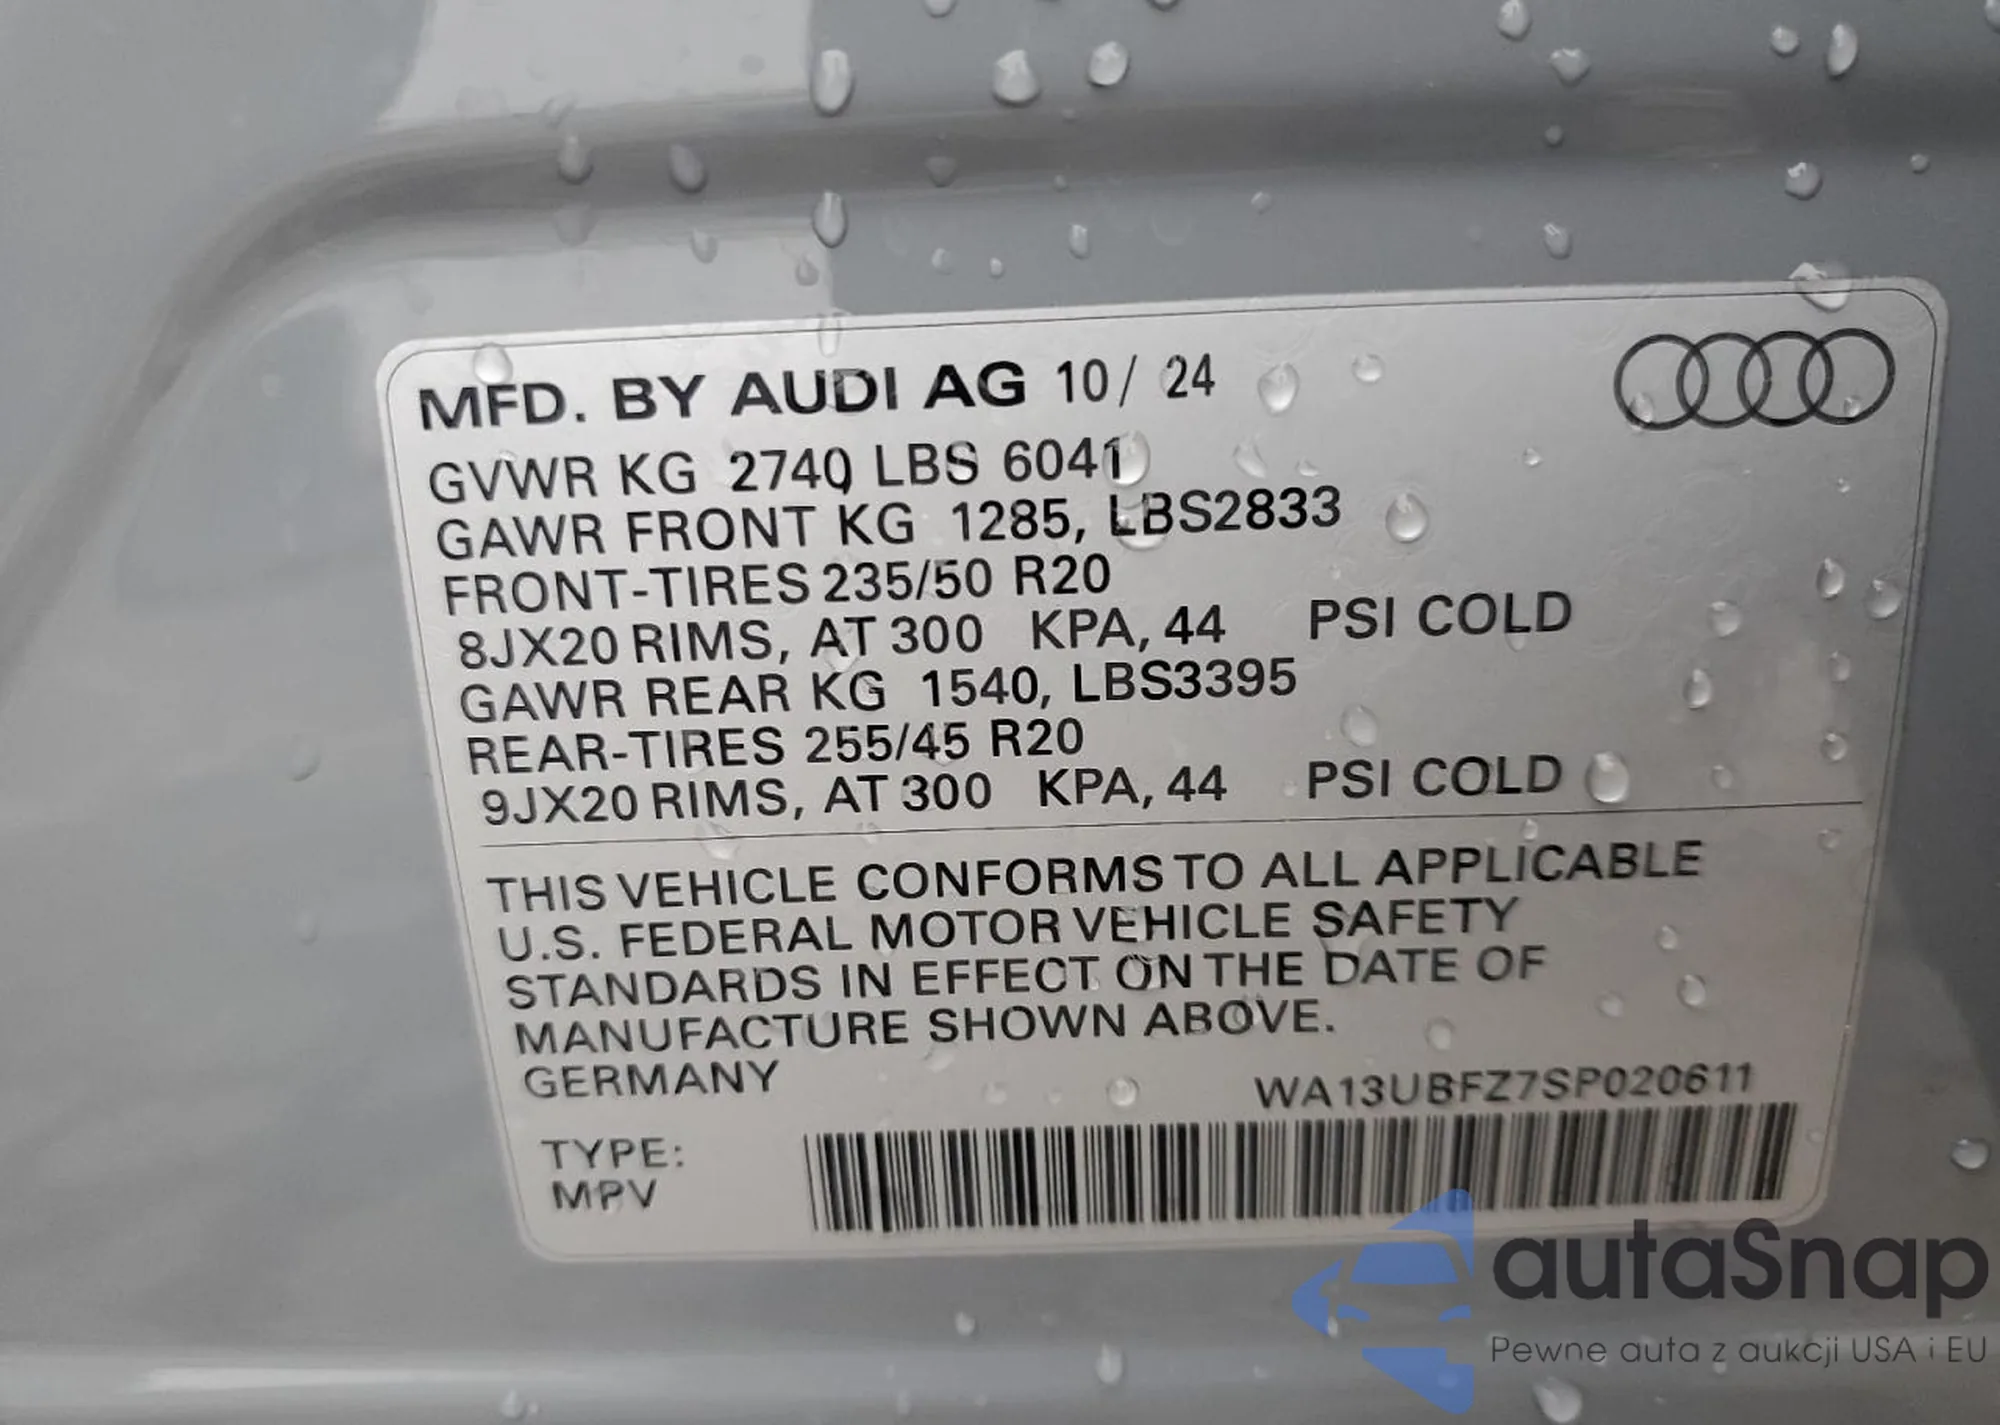 MFD. BY AUDI AG 10/ 24
GVWR KG 2740 LBS 6041
GAWR FRONT KG 1285, LBS2833
FRONT-TIRES 235/50 R20
8JX20 RIMS, AT 300 KPA, 44 PSI COLD
GAWR REAR KG 1540, LBS3395
REAR-TIRES 255/45 R20
9JX20 RIMS, AT 300 KPA, 44 PSI COLD
THIS VEHICLE CONFORMS TO ALL APPLICABLE
U.S. FEDERAL MOTOR VEHICLE SAFETY
STANDARDS IN EFFECT ON THE DATE OF
MANUFACTURE SHOWN ABOVE.
GERMANY
WA13UBFZ7SP020611
TYPE:
MPV
autaSnap
Pewne auta z aukcji USA i EU